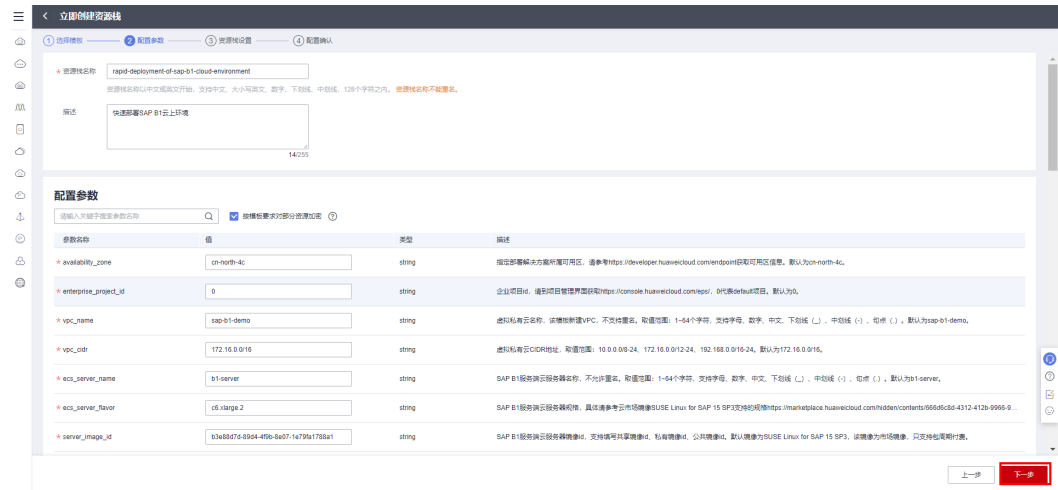 立即创建资源栈
1 选择模板 2 配置参数 3 资源栈设置 4 配置确认
* 资源栈名称 rapid-deployment-of-sap-b1-cloud-environment
资源栈名称以中文或英文开始，支持中文、大小写英文、数字、下划线、中划线，128个字符之内。 资源栈名称不能重名。
描述 快速部署SAP B1云上环境
14/255
配置参数
请输入关键字搜索参数名称 按模板要求对部分资源加密
参数名称 值 类型 描述
* availability_zone cn-north-4c string 指定部署解决方案所属可用区，请参考https://developer.huaweicloud.com/endpoint获取可用区信息。默认为cn-north-4c。
* enterprise_project_id 0 string 企业项目id，请到项目管理界面获取https://console.huaweicloud.com/eps/，0代表default项目。默认为0。
* vpc_name sap-b1-demo string 虚拟私有云名称，该模板新建VPC，不支持重名。取值范围：1~64个字符，支持字母、数字、中文、下划线（_）、中划线（-）、句点（.）。默认为sap-b1-demo。
* vpc_cidr 172.16.0.0/16 string 虚拟私有云CIDR地址，取值范围：10.0.0.0/8-24、172.16.0.0/12-24、192.168.0.0/16-24。默认为172.16.0.0/16。
* ecs_server_name b1-server string SAP B1服务端云服务器名称，不允许重名。取值范围：1~64个字符，支持字母、数字、中文、下划线（_）、中划线（-）、句点（.）。默认为b1-server。
* ecs_server_flavor c6.xlarge.2 string SAP B1服务端云服务器规格，具体请参考云市场镜像SUSE Linux for SAP 15 SP3支持的规格https://marketplace.huaweicloud.com/hidden/contents/666d6c8d-4312-412b-9966-9...
* server_image_id b3e88d7d-89d4-4f9b-8e07-1e79fa1788a1 string SAP B1服务端云服务器镜像id，支持填写共享镜像id、私有镜像id、公共镜像id。默认镜像为SUSE Linux for SAP 15 SP3，该镜像为市场镜像，只支持包周期付费。
上一步 下一步